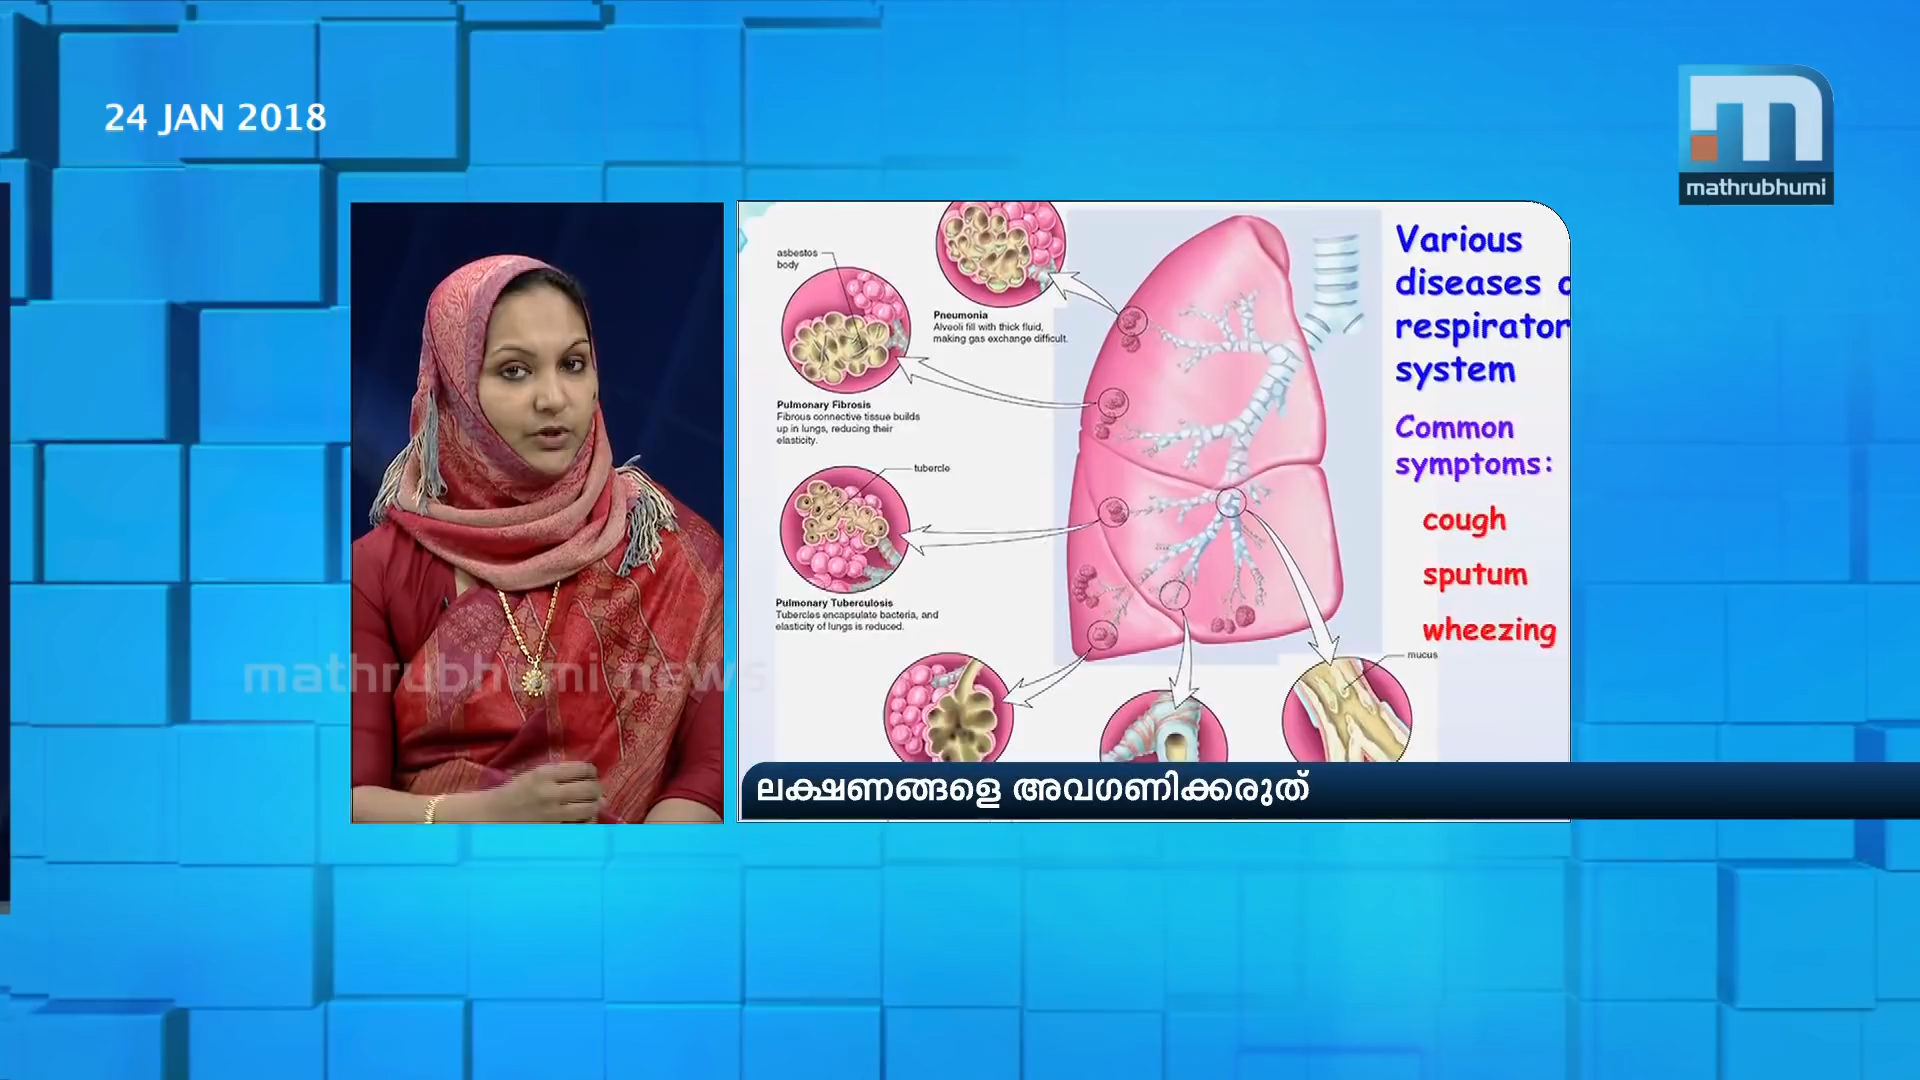 24 JAN 2018
mathrubhumi
asbestos
body
Pneumonia
Alveoli fill with thick fluid,
making gas exchange difficult.
Pulmonary Fibrosis
Fibrous connective tissue builds
up in lungs, reducing their
elasticity.
tubercle
Pulmonary Tuberculosis
Tubercles encapsulate bacteria, and
elasticity of lungs is reduced.
mucus
Various
diseases
respirator
system
Common
symptoms:
cough
sputum
wheezing
mathrubhumi news
ലക്ഷണങ്ങളെ അവഗണിക്കരുത്